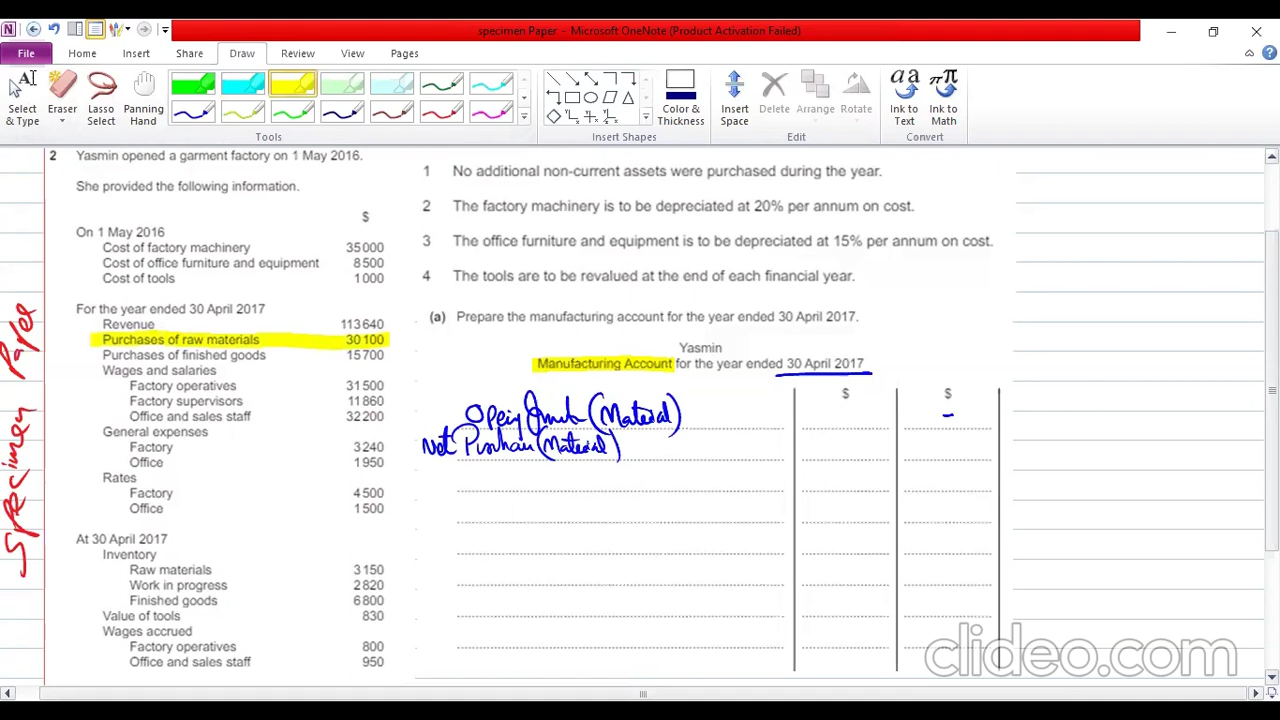 specimen Paper - Microsoft OneNote (Product Activation Failed)
File Home Insert Share Draw Review View Pages
Select & Type
Eraser
Lasso Select
Panning Hand
Tools
Insert Shapes
Color & Thickness
Insert Space
Delete
Arrange
Rotate
Edit
Ink to Text
Ink to Math
Convert
specimen Paper
2 Yasmin opened a garment factory on 1 May 2016.
She provided the following information.
$
On 1 May 2016
Cost of factory machinery 35 000
Cost of office furniture and equipment 8 500
Cost of tools 1 000
For the year ended 30 April 2017
Revenue 113 640
Purchases of raw materials 30 100
Purchases of finished goods 15 700
Wages and salaries
Factory operatives 31 500
Factory supervisors 11 860
Office and sales staff 32 200
General expenses
Factory 3 240
Office 1 950
Rates
Factory 4 500
Office 1 500
At 30 April 2017
Inventory
Raw materials 3 150
Work in progress 2 820
Finished goods 6 800
Value of tools 830
Wages accrued
Factory operatives 800
Office and sales staff 950
1 No additional non-current assets were purchased during the year.
2 The factory machinery is to be depreciated at 20% per annum on cost.
3 The office furniture and equipment is to be depreciated at 15% per annum on cost.
4 The tools are to be revalued at the end of each financial year.
(a) Prepare the manufacturing account for the year ended 30 April 2017.
Yasmin
Manufacturing Account for the year ended 30 April 2017
$ $
(Material) -
Net (Material)
clideo.com